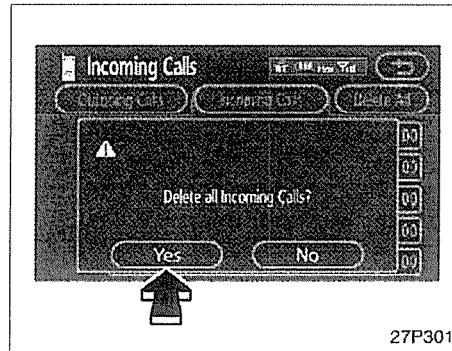 Incoming Calls
Outgoing Calls Incoming Calls Delete All
Delete all Incoming Calls?
Yes No
27P301